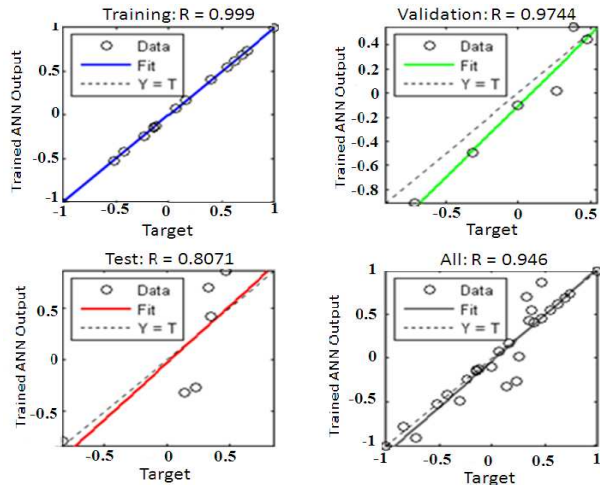 Training: R = 0.999
Trained ANN Output
1
0.5
0
-0.5
-1
Data
Fit
Y = T
-1
-0.5
0
0.5
1
Target
Validation: R = 0.9744
Trained ANN Output
0.4
0.2
0
-0.2
-0.4
-0.6
-0.8
Data
Fit
Y = T
-0.5
0
0.5
Target
Test: R = 0.8071
Trained ANN Output
0.5
0
-0.5
Data
Fit
Y = T
-0.5
0
0.5
Target
All: R = 0.946
Trained ANN Output
1
0.5
0
-0.5
-1
Data
Fit
Y = T
-1
-0.5
0
0.5
1
Target